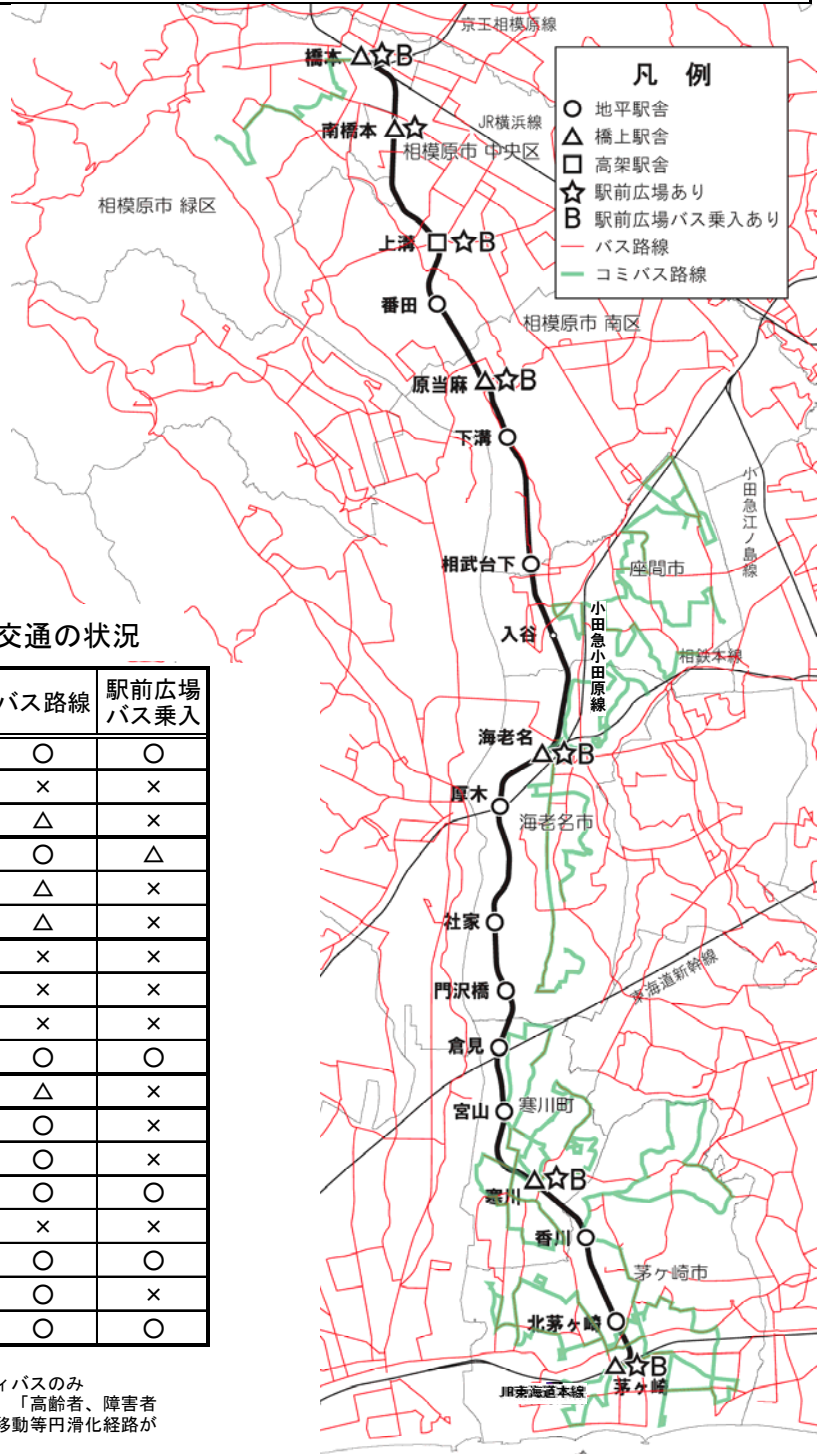 京王相模原線
橋本 △☆B
凡 例
○ 地平駅舎
△ 橋上駅舎
□ 高架駅舎
☆ 駅前広場あり
B 駅前広場バス乗入あり
バス路線
コミバス路線
JR横浜線
南橋本 △☆
相模原市 中央区
相模原市 緑区
上溝 □☆B
番田 ○
相模原市 南区
原当麻 △☆B
下溝 ○
小田急江ノ島線
相武台下 ○
座間市
入谷
小田急小田原線
相鉄本線
海老名
△☆B
厚木
○
海老名市
社家 ○
門沢橋 ○
東海道新幹線
倉見 ○
宮山 ○
寒川町
△☆B
寒川
香川 ○
茅ヶ崎市
北茅ヶ崎 ○
△☆B
茅ヶ崎
JR東海道本線
交通の状況
バス路線 駅前広場
バス乗入
○ ○
× ×
△ ×
○ △
△ ×
△ ×
× ×
× ×
× ×
○ ○
△ ×
○ ×
○ ×
○ ○
× ×
○ ○
○ ×
○ ○
ィバスのみ
「高齢者、障害者
移動等円滑化経路が